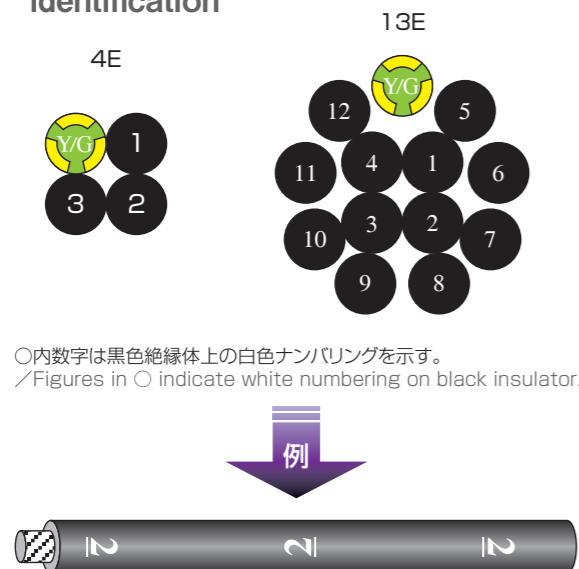 Identification
4E
13E
Y/G 1
3 2
Y/G
12 5
4 1
11 6
3 2
10 7
9 8
○内数字は黒色絶縁体上の白色ナンバリングを示す。
／Figures in ○ indicate white numbering on black insulator.
例
2 2 2